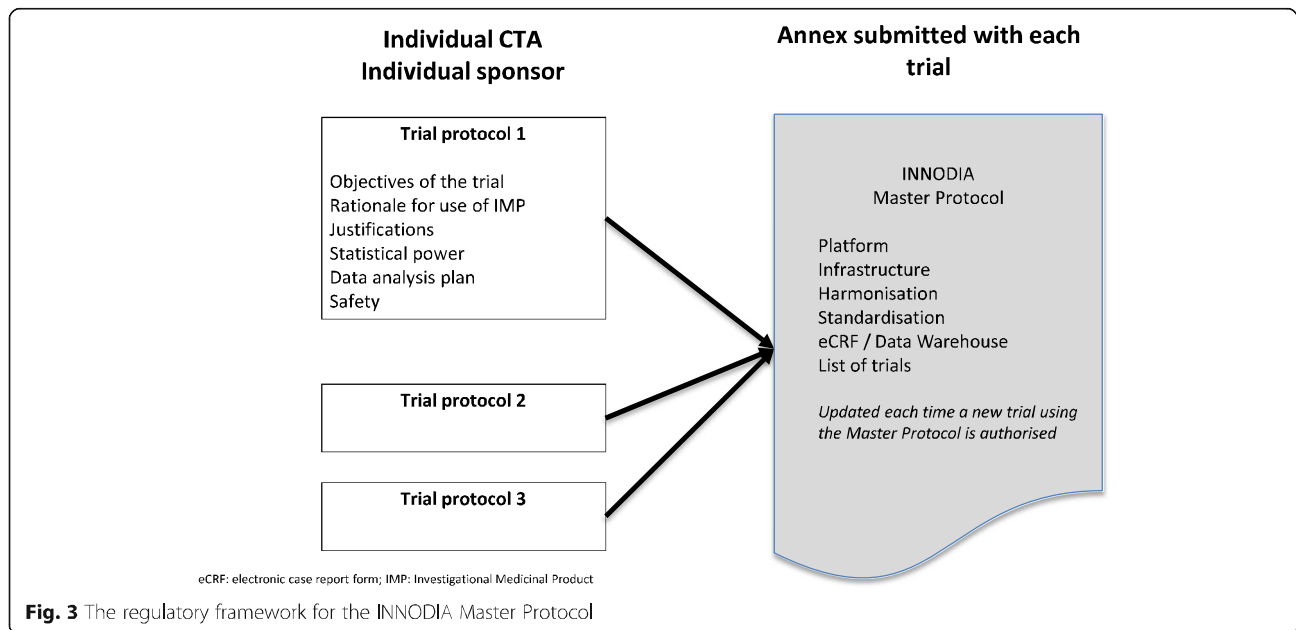 Individual CTA
Individual sponsor
Trial protocol 1
Objectives of the trial
Rationale for use of IMP
Justifications
Statistical power
Data analysis plan
Safety
Trial protocol 2
Trial protocol 3
Annex submitted with each
trial
INNODIA
Master Protocol
Platform
Infrastructure
Harmonisation
Standardisation
eCRF / Data Warehouse
List of trials
Updated each time a new trial using
the Master Protocol is authorised
eCRF: electronic case report form; IMP: Investigational Medicinal Product
Fig. 3 The regulatory framework for the INNODIA Master Protocol